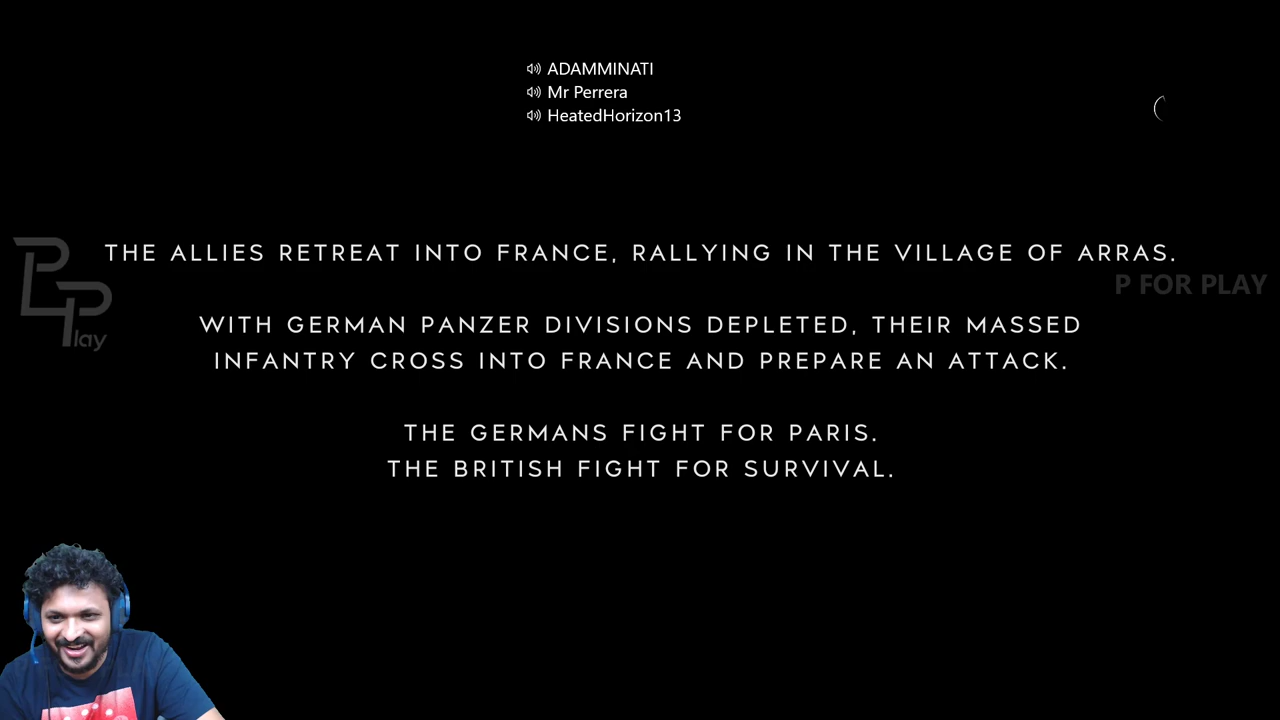 ADAMMINATI
Mr Perrera
HeatedHorizon13
THE ALLIES RETREAT INTO FRANCE, RALLYING IN THE VILLAGE OF ARRAS.
Play
P FOR PLAY
WITH GERMAN PANZER DIVISIONS DEPLETED, THEIR MASSED
INFANTRY CROSS INTO FRANCE AND PREPARE AN ATTACK.
THE GERMANS FIGHT FOR PARIS.
THE BRITISH FIGHT FOR SURVIVAL.